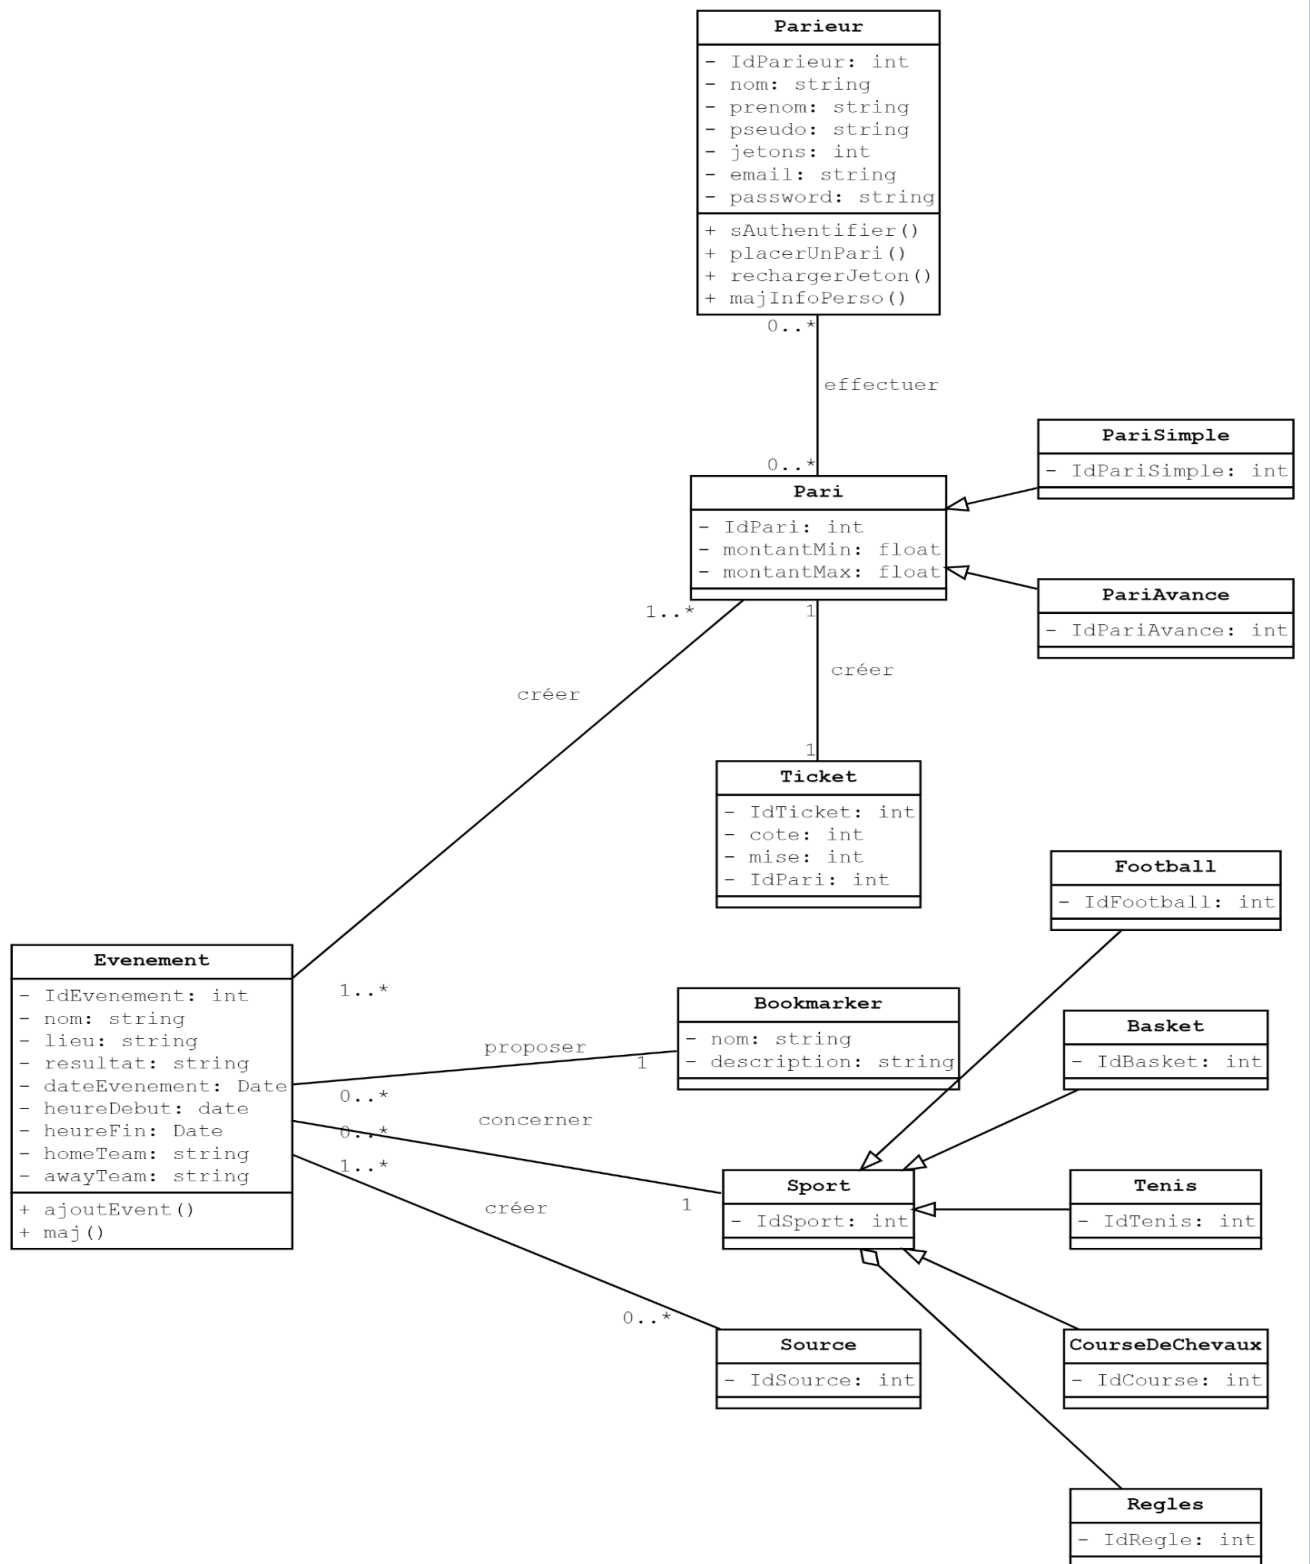 Parieur
- IdParieur: int
- nom: string
- prenom: string
- pseudo: string
- jetons: int
- email: string
- password: string
+ sAuthentifier()
+ placerUnPari()
+ rechargerJeton()
+ majInfoPerso()
0..*
effectuer
0..*
Pari
- IdPari: int
- montantMin: float
- montantMax: float
PariSimple
- IdPariSimple: int
PariAvance
- IdPariAvance: int
1..*
1
créer
créer
1
Ticket
- IdTicket: int
- cote: int
- mise: int
- IdPari: int
Football
- IdFootball: int
Evenement
- IdEvenement: int
- nom: string
- lieu: string
- resultat: string
- dateEvenement: Date
- heureDebut: date
- heureFin: Date
- homeTeam: string
- awayTeam: string
+ ajoutEvent()
+ maj()
1..*
proposer
1
0..*
concerner
0..*
1..*
créer
1
0..*
Bookmarker
- nom: string
- description: string
Basket
- IdBasket: int
Sport
- IdSport: int
Tenis
- IdTenis: int
Source
- IdSource: int
CourseDeChevaux
- IdCourse: int
Regles
- IdRegle: int